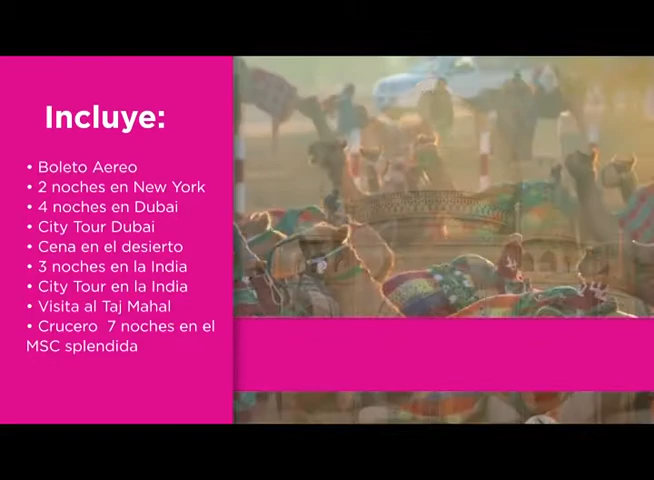 Incluye:
• Boleto Aereo
• 2 noches en New York
• 4 noches en Dubai
• City Tour Dubai
• Cena en el desierto
• 3 noches en la India
• City Tour en la India
• Visita al Taj Mahal
• Crucero 7 noches en el
MSC splendida